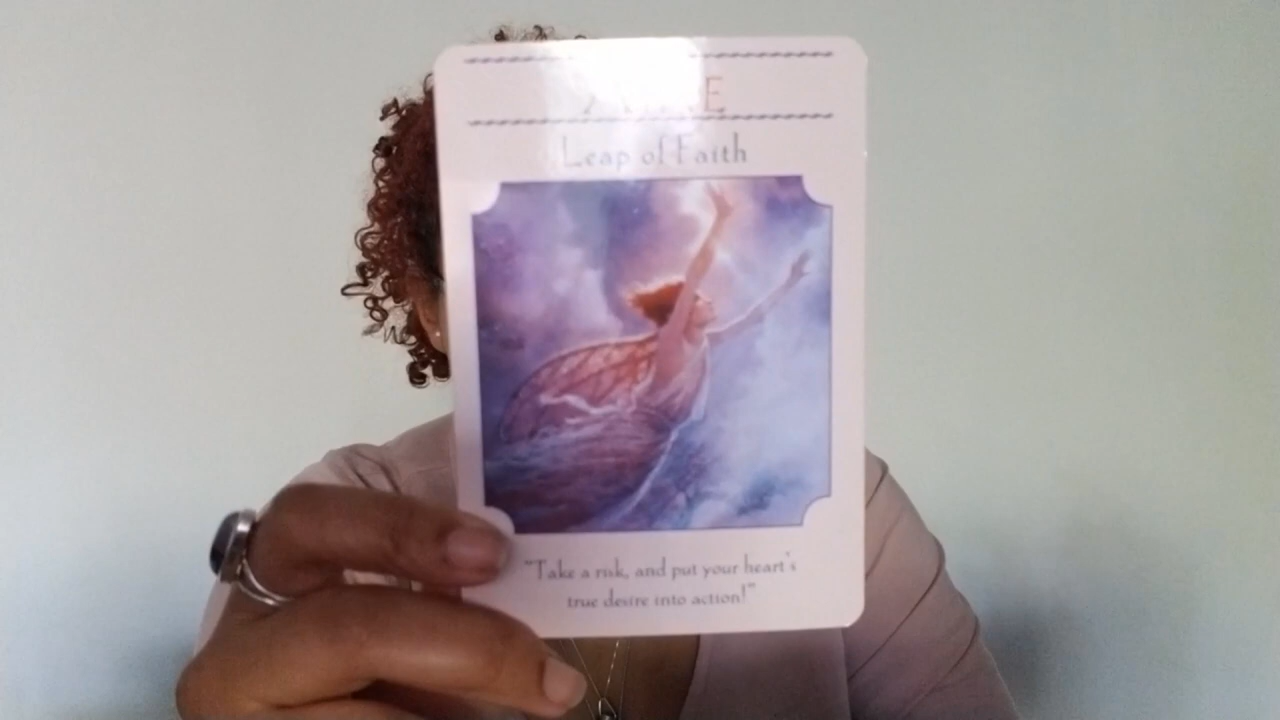 Leap of Faith
"Take a risk, and put your heart's
true desire into action!"